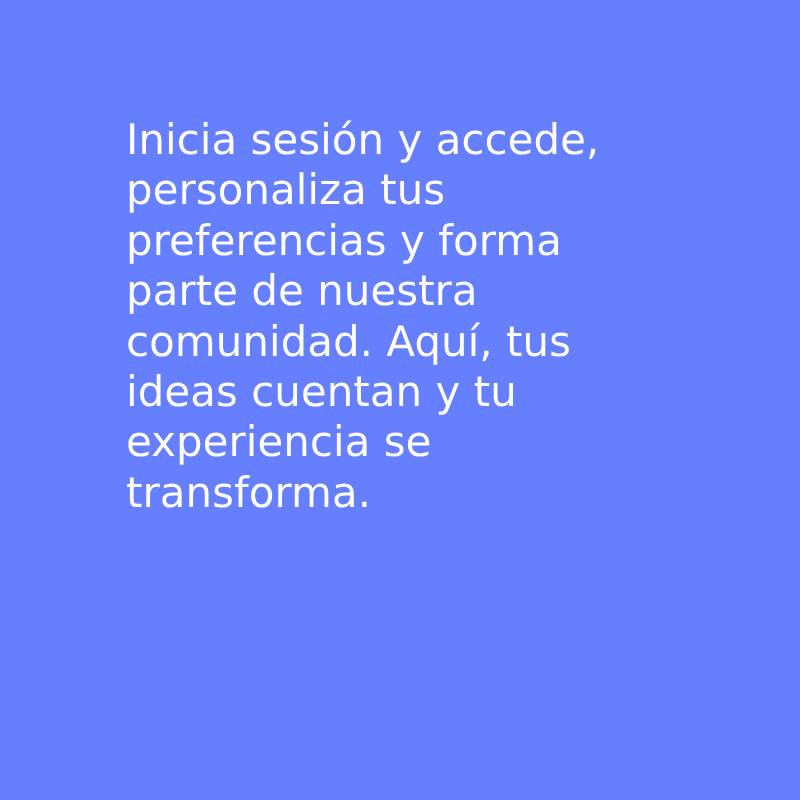 Inicia sesión y accede,
personaliza tus
preferencias y forma
parte de nuestra
comunidad. Aquí, tus
ideas cuentan y tu
experiencia se
transforma.